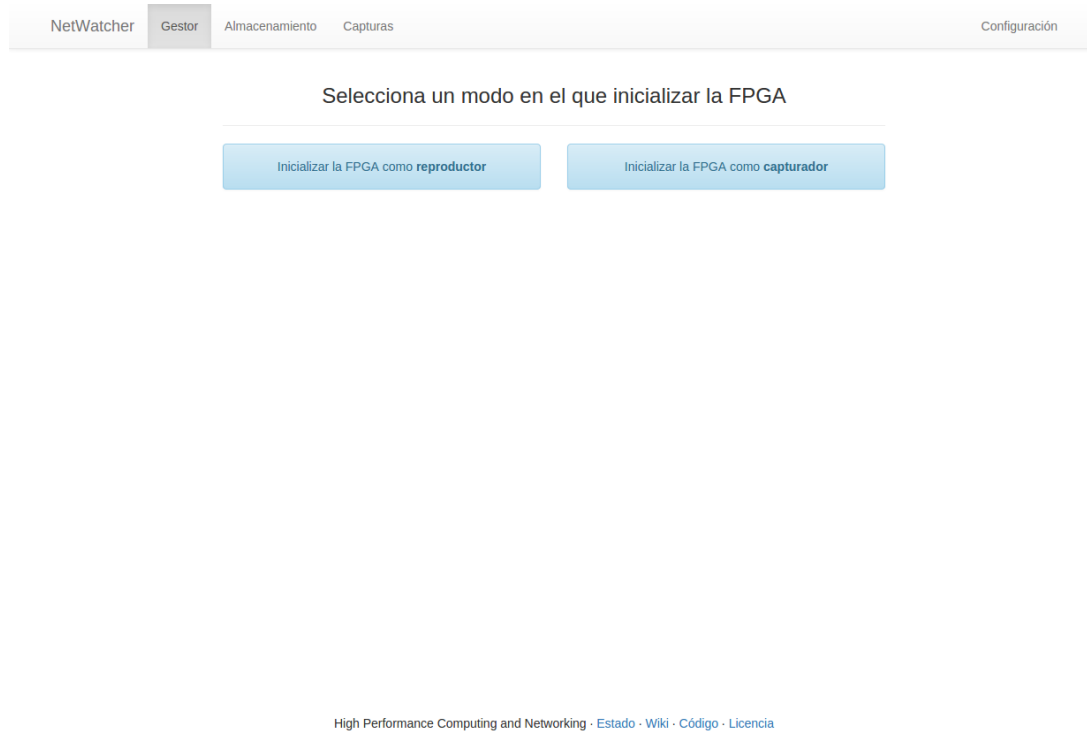 NetWatcher Gestor Almacenamiento Capturas Configuración
Selecciona un modo en el que inicializar la FPGA
Inicializar la FPGA como reproductor Inicializar la FPGA como capturador
High Performance Computing and Networking · Estado · Wiki · Código · Licencia